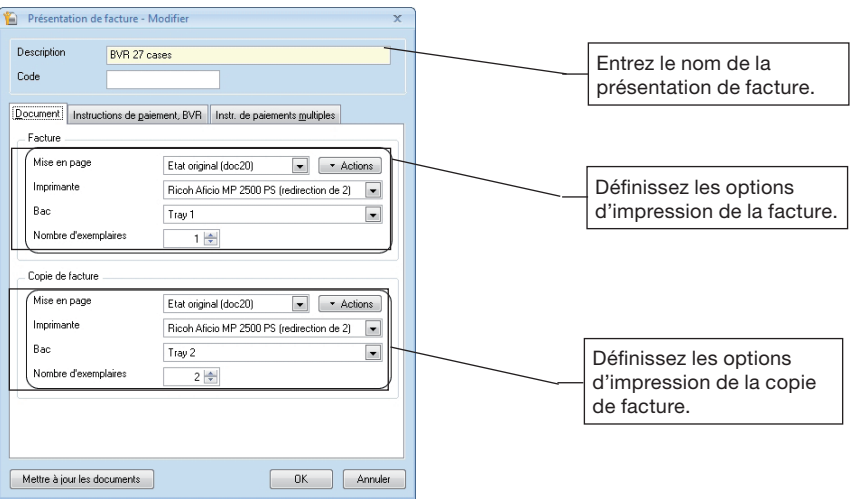 Présentation de facture - Modifier x
Description BVR 27 cases
Code
Document Instructions de paiement, BVR Instr. de paiements multiples
Facture
Mise en page Etat original (doc20) Actions
Imprimante Ricoh Aficio MP 2500 PS (redirection de 2)
Bac Tray 1
Nombre d'exemplaires 1
Copie de facture
Mise en page Etat original (doc20) Actions
Imprimante Ricoh Aficio MP 2500 PS (redirection de 2)
Bac Tray 2
Nombre d'exemplaires 2
Mettre à jour les documents OK Annuler
Entrez le nom de la
présentation de facture.
Définissez les options
d’impression de la facture.
Définissez les options
d’impression de la copie
de facture.